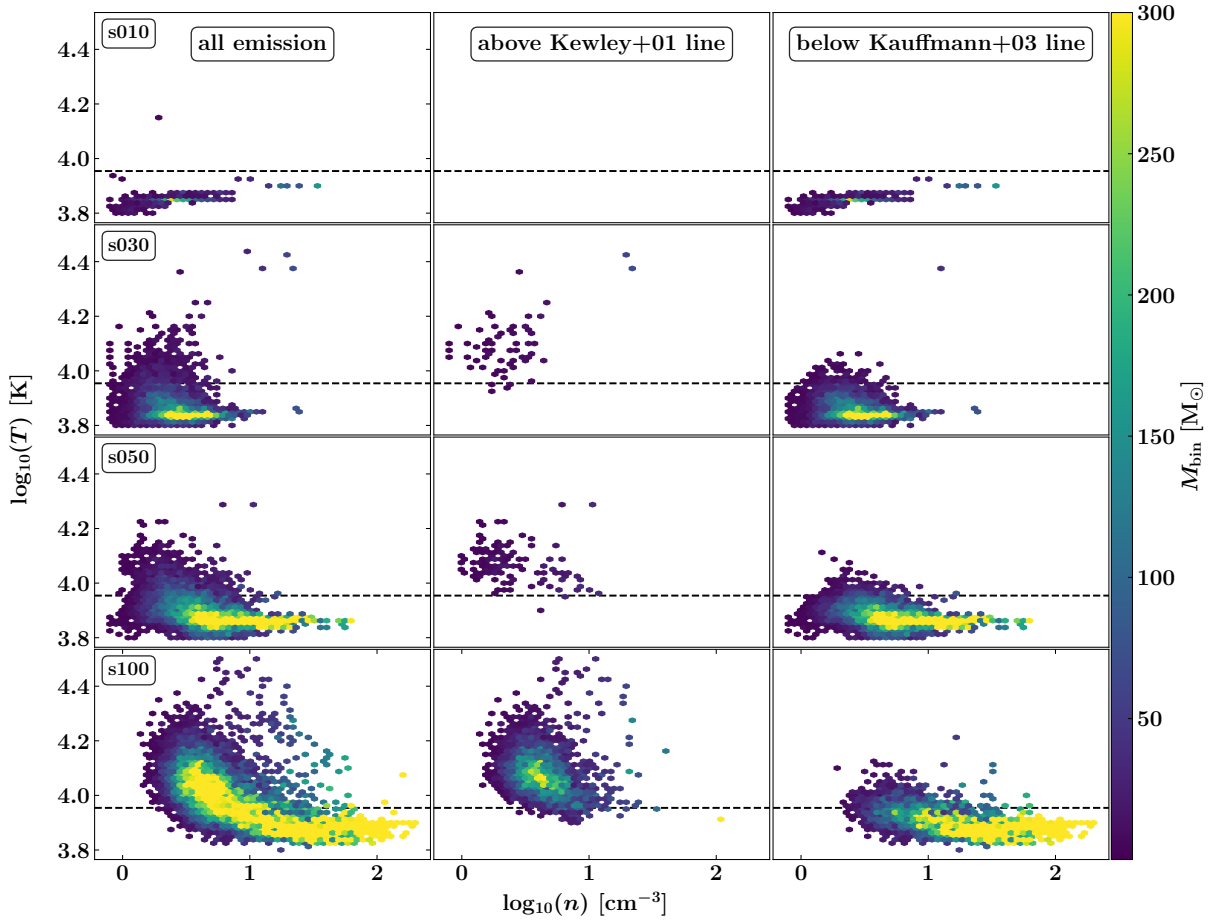 s010
all emission
above Kewley+01 line
below Kauffmann+03 line
4.4
4.2
4.0
3.8
s030
4.4
4.2
4.0
3.8
s050
4.4
4.2
4.0
3.8
s100
4.4
4.2
4.0
3.8
log₁₀(T) [K]
0 1 2
0 1 2
0 1 2
log₁₀(n) [cm⁻³]
300
250
200
150
100
50
M_bin [M_⊙]